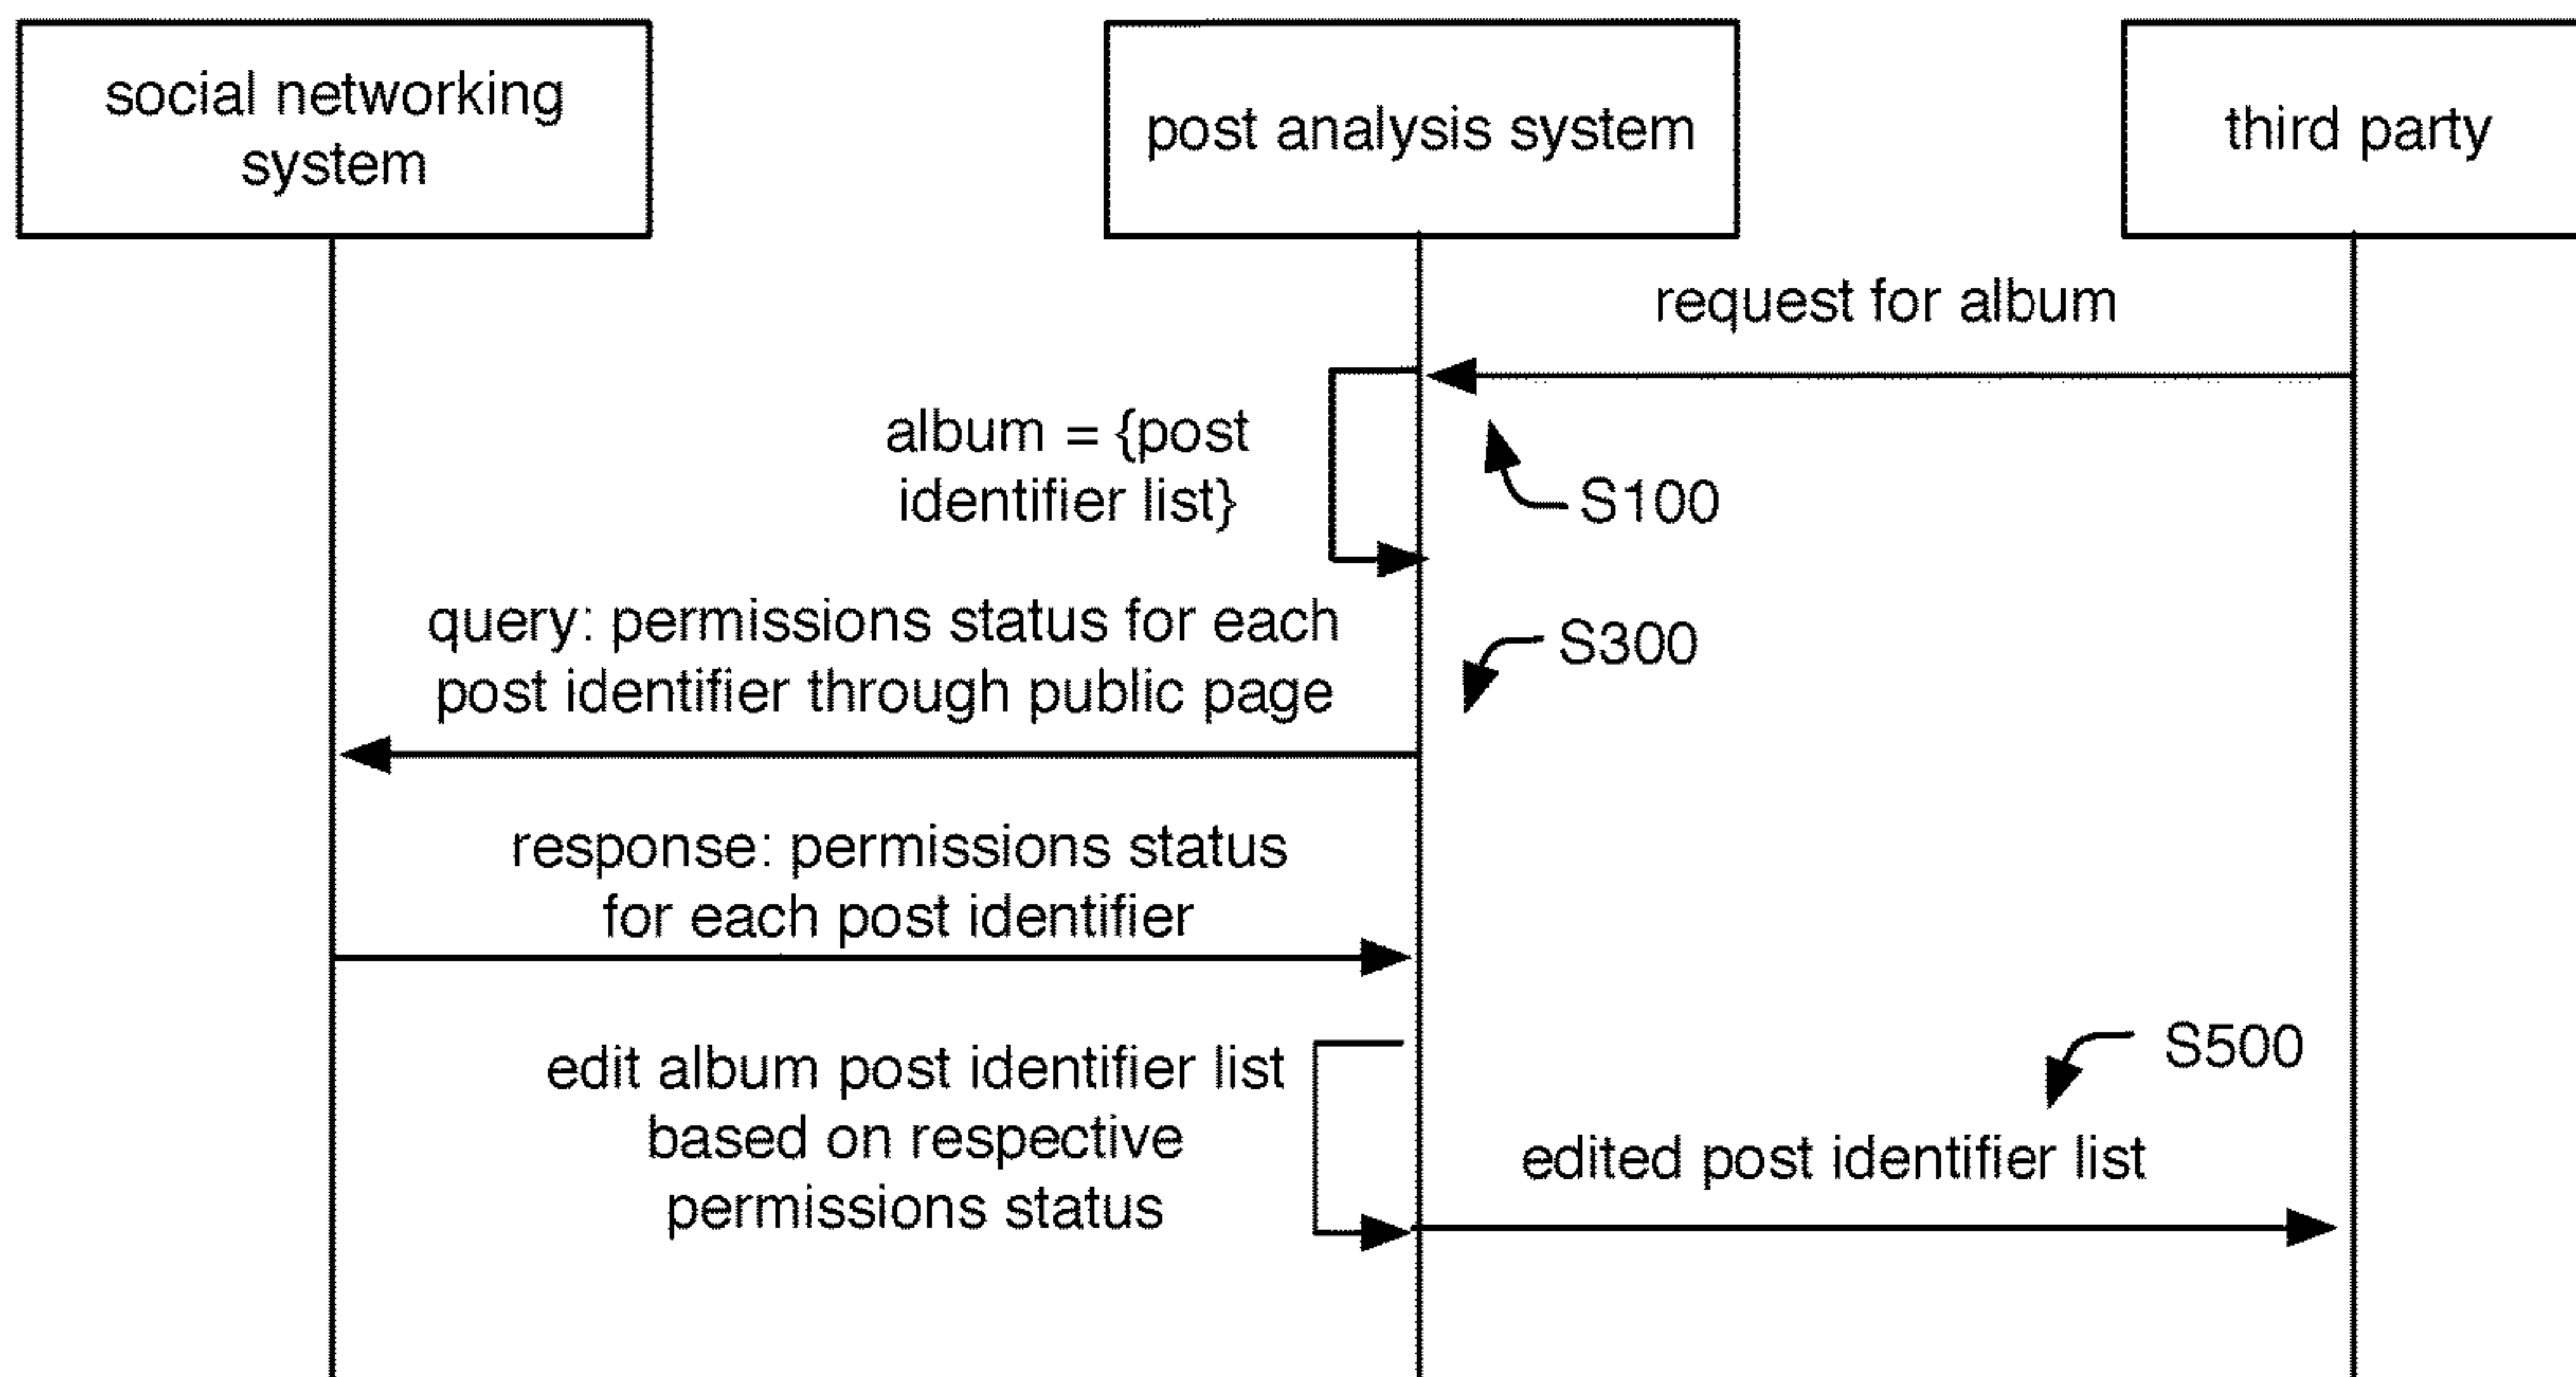 social networking
system
post analysis system
third party
request for album
album = {post
identifier list}
S100
query: permissions status for each
post identifier through public page
S300
response: permissions status
for each post identifier
edit album post identifier list
based on respective
permissions status
S500
edited post identifier list